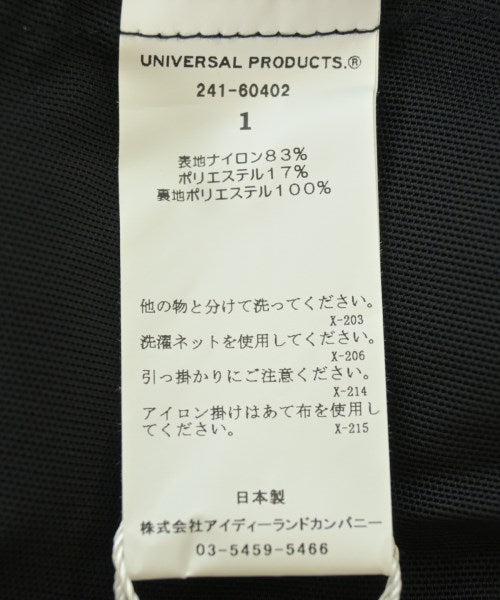 UNIVERSAL PRODUCTS.®
241-60402
1
表地ナイロン83%
ポリエステル17%
裏地ポリエステル100%
他の物と分けて洗ってください。
X-203
洗濯ネットを使用してください。
X-206
引っ掛かりにご注意ください。
X-214
アイロン掛けはあて布を使用し
てください。 X-215
日本製
株式会社アイディーランドカンパニー
03-5459-5466